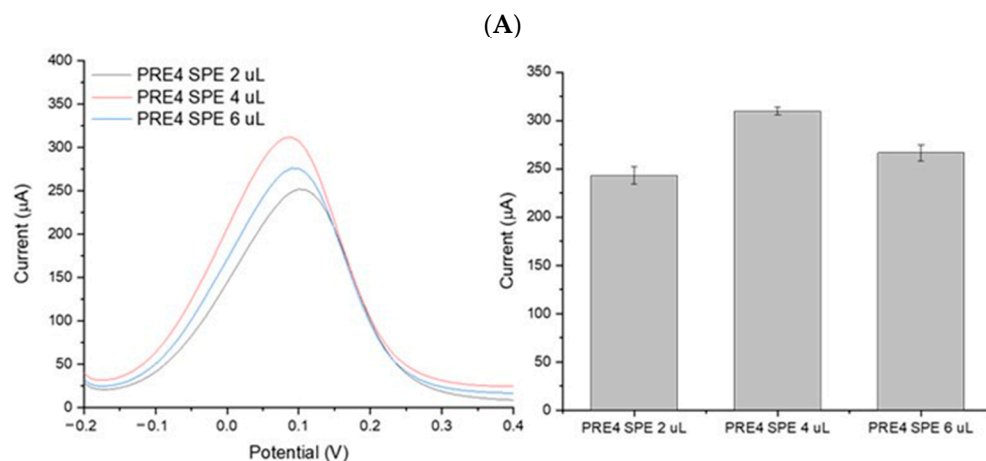 (A)
PRE4 SPE 2 uL
PRE4 SPE 4 uL
PRE4 SPE 6 uL
400
350
300
250
200
150
100
50
0
Current (µA)
−0.2
−0.1
0.0
0.1
0.2
0.3
0.4
Potential (V)
350
300
250
200
150
100
50
0
Current (µA)
PRE4 SPE 2 uL
PRE4 SPE 4 uL
PRE4 SPE 6 uL